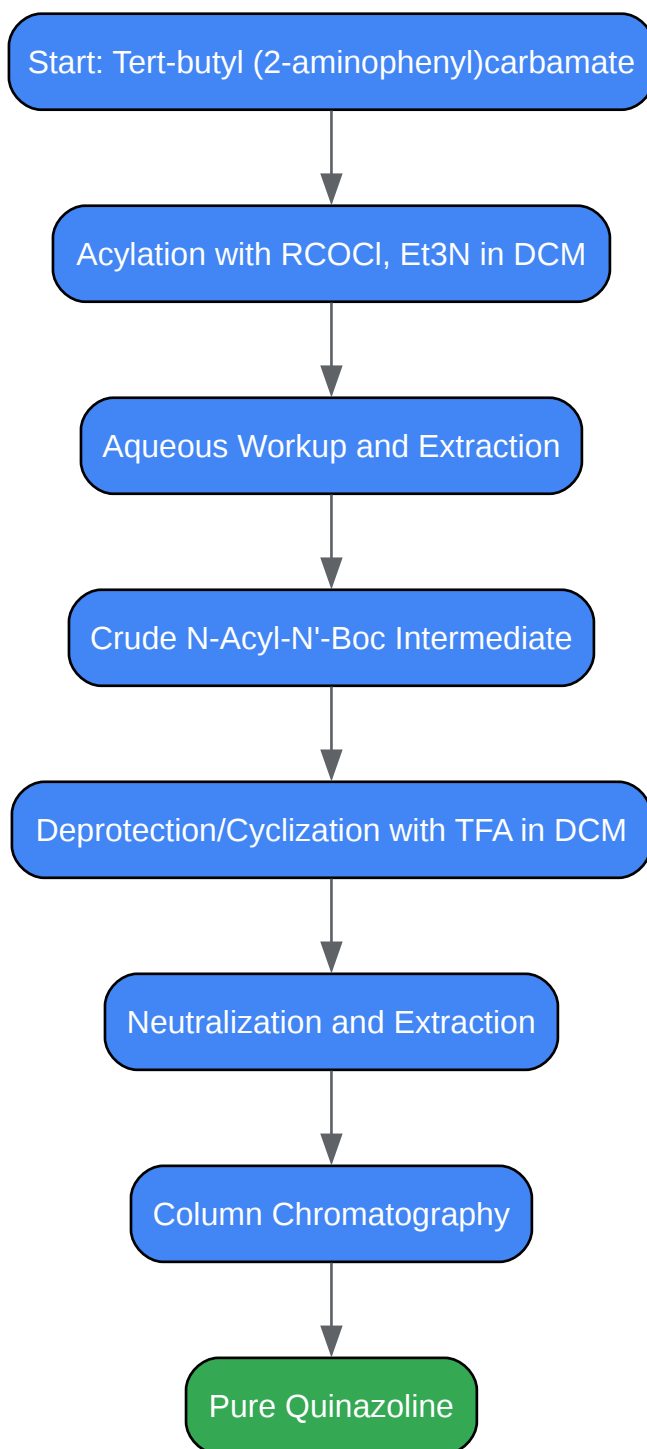 Start: Tert-butyl (2-aminophenyl)carbamate
Acylation with RCOCl, Et3N in DCM
Aqueous Workup and Extraction
Crude N-Acyl-N'-Boc Intermediate
Deprotection/Cyclization with TFA in DCM
Neutralization and Extraction
Column Chromatography
Pure Quinazoline